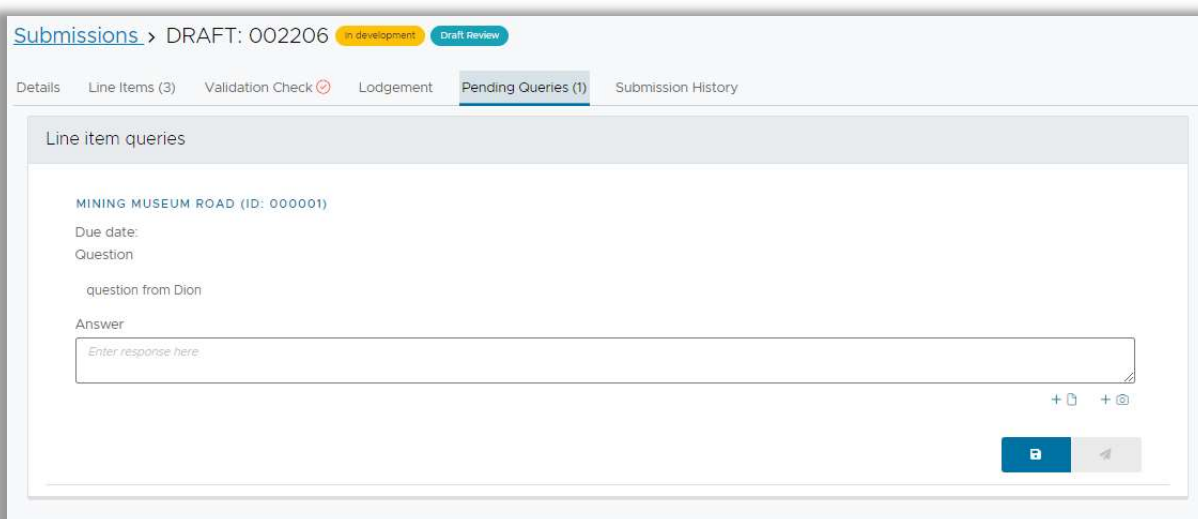 Submissions > DRAFT: 002206 In development Draft Review
Details Line Items (3) Validation Check Lodgement Pending Queries (1) Submission History
Line item queries
MINING MUSEUM ROAD (ID: 000001)
Due date:
Question
question from Dion
Answer
Enter response here
+ +